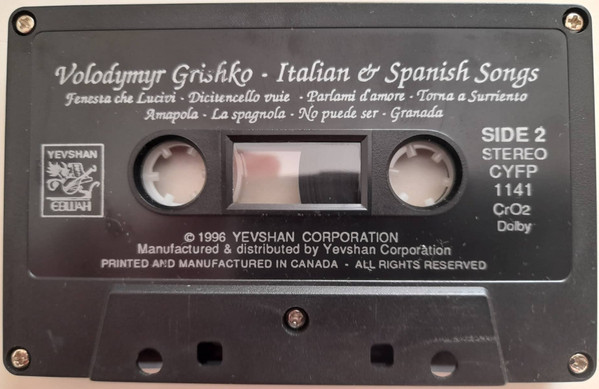 Volodymyr Grishko · Italian & Spanish Songs
Fenesta che Lucivi · Dicitencello vuie · Parlami d'amore · Torna a Surriento
Amapola · La spagnola · No puede ser · Granada
SIDE 2
STEREO
CYFP
1141
CrO2
Dolby
YEVSHAN
ЄВШАН
© 1996 YEVSHAN CORPORATION
Manufactured & distributed by Yevshan Corporation
PRINTED AND MANUFACTURED IN CANADA · ALL RIGHTS RESERVED